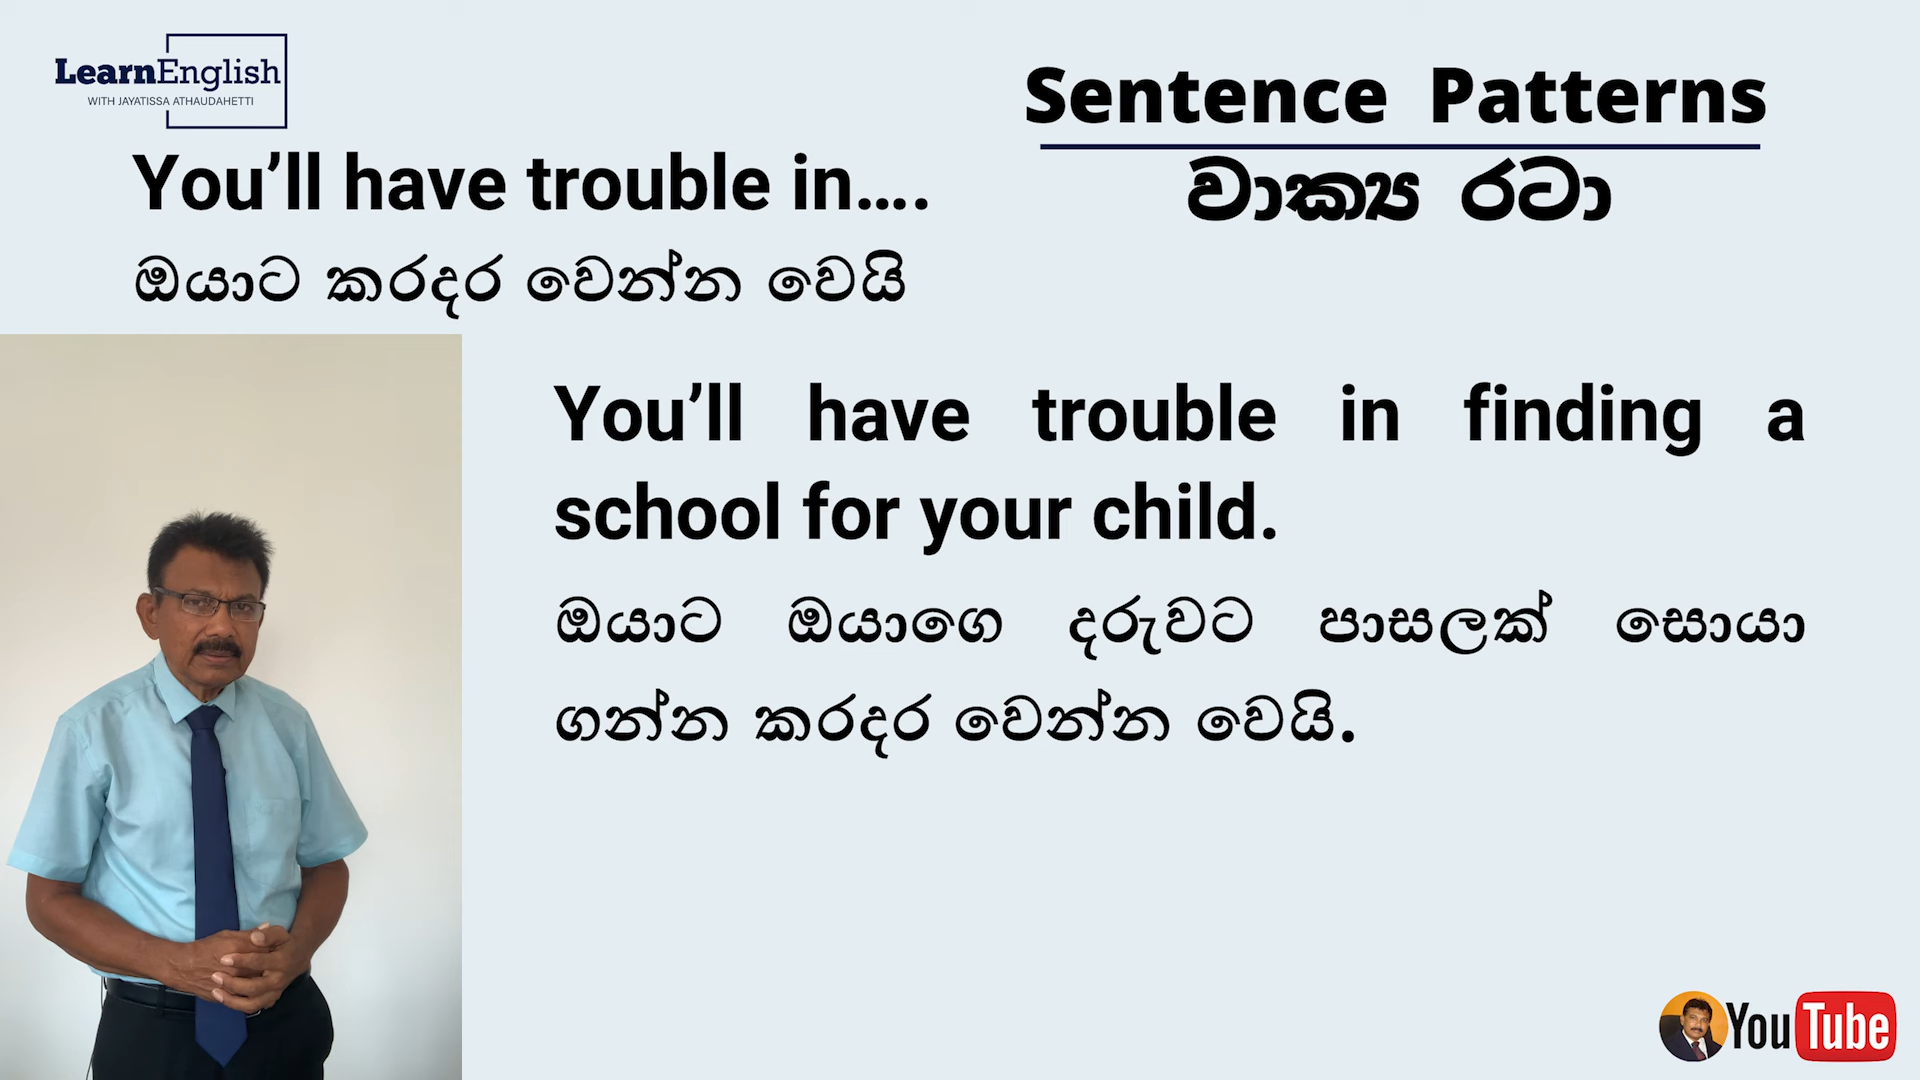 LearnEnglish
WITH JAYATISSA ATHAUDAHETTI
Sentence Patterns
වාක්‍ය රටා
You’ll have trouble in....
ඔයාට කරදර වෙන්න වෙයි
You’ll have trouble in finding a
school for your child.
ඔයාට ඔයාගෙ දරුවට පාසලක් සොයා
ගන්න කරදර වෙන්න වෙයි.
YouTube